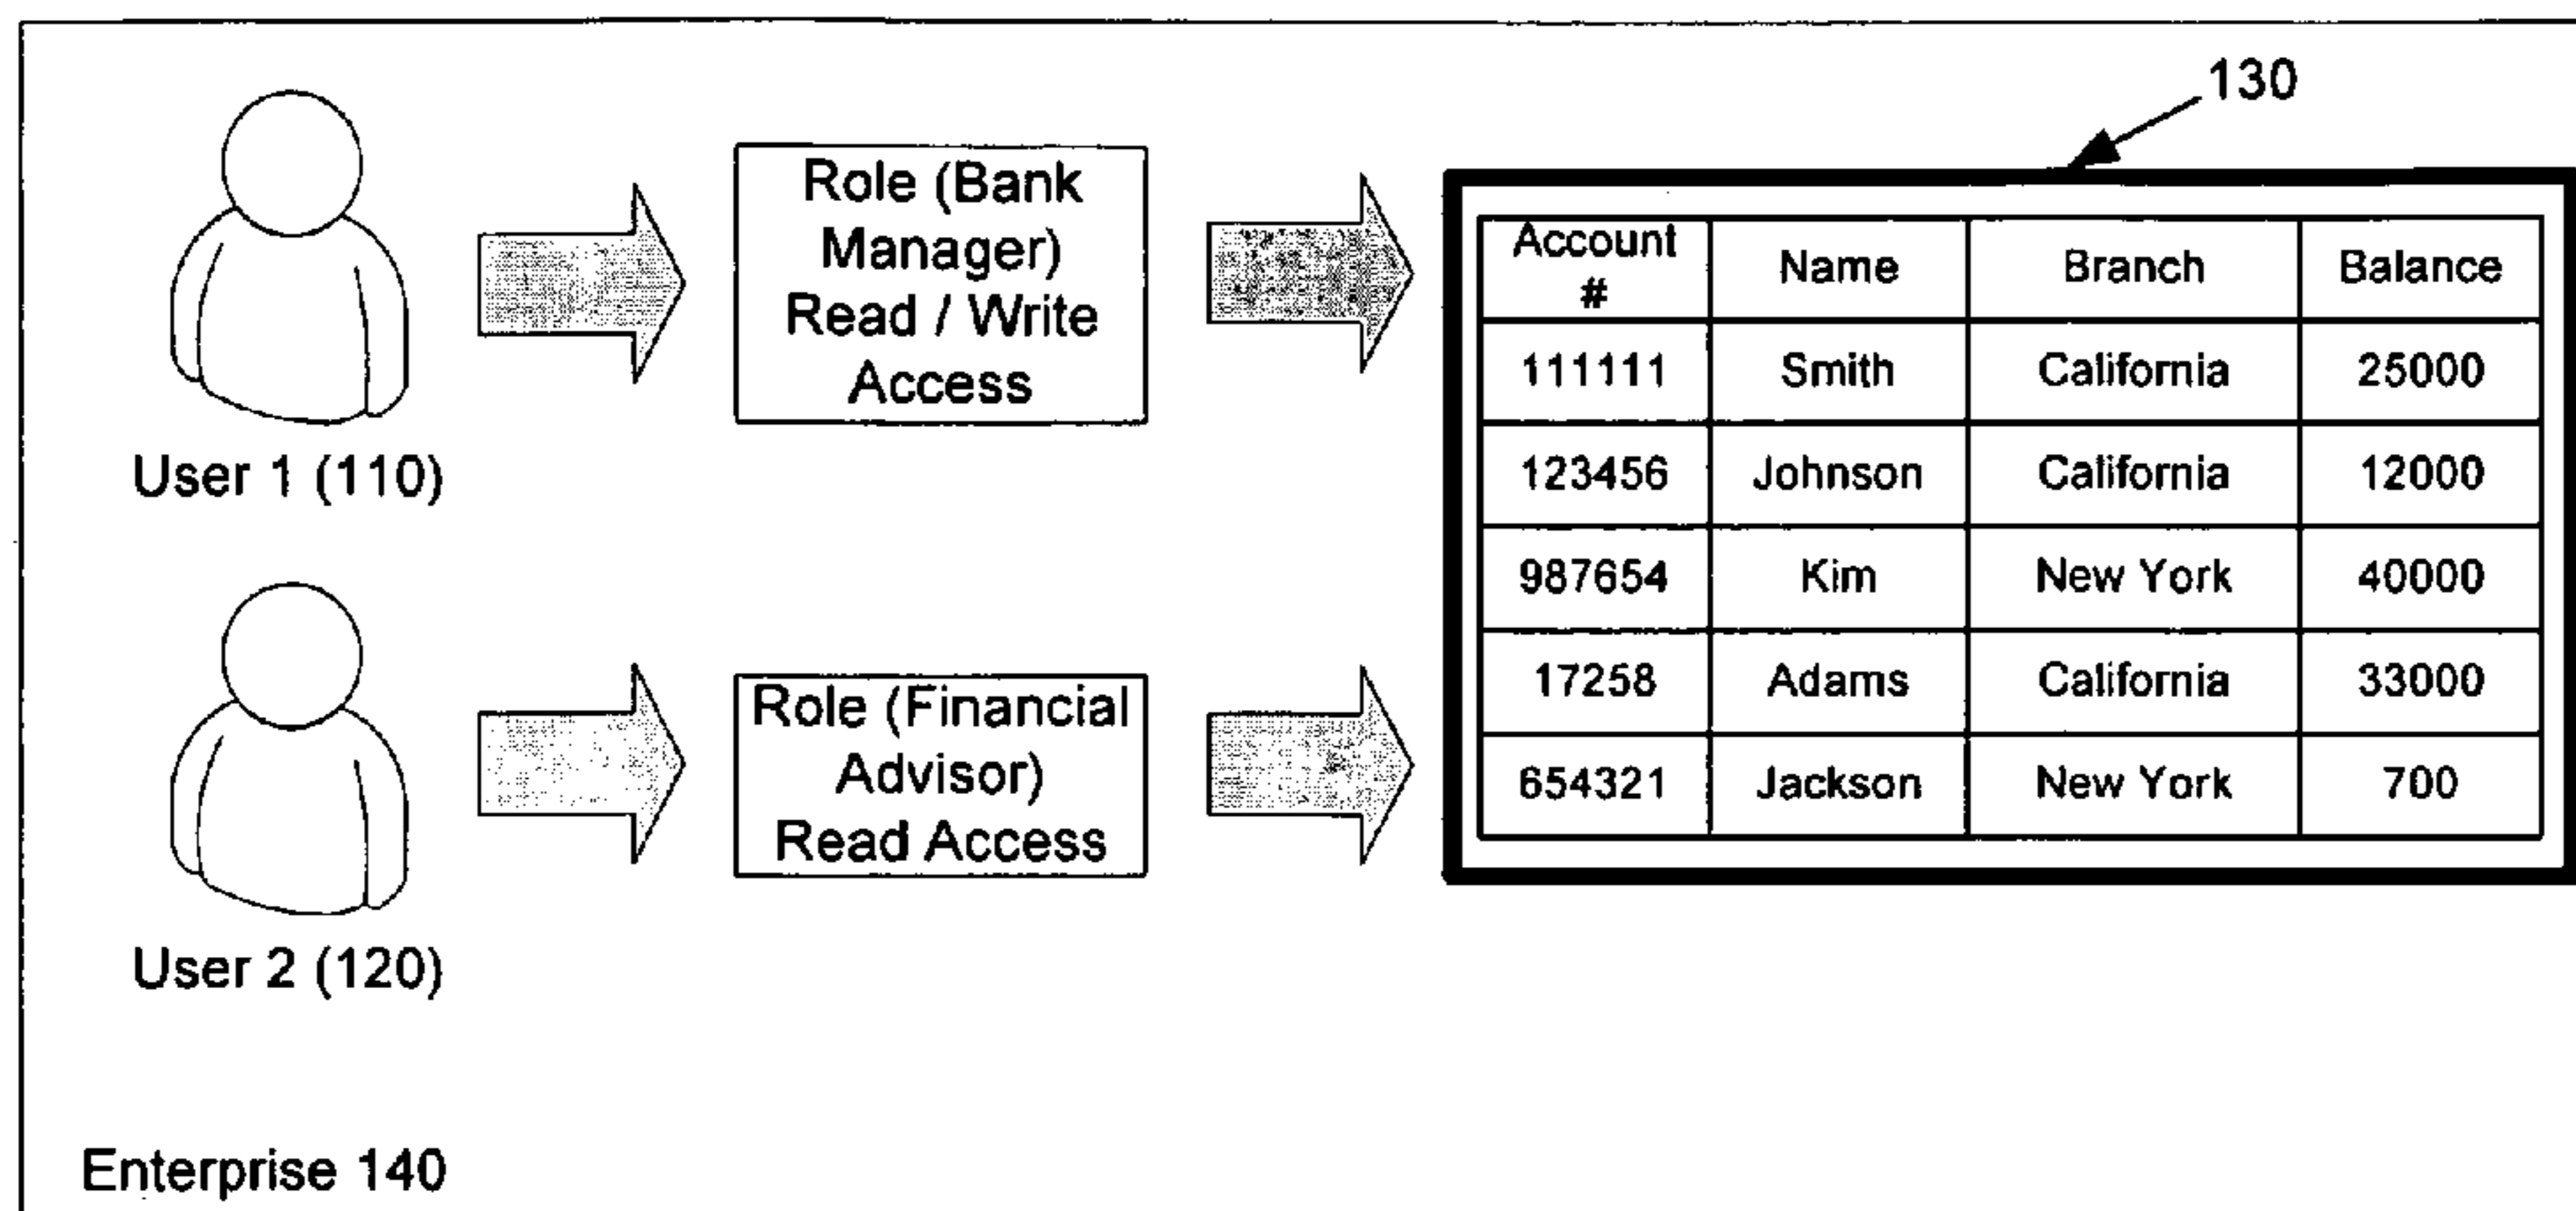 130
Role (Bank
Manager)
Read / Write
Access
User 1 (110)
Account
#
Name Branch Balance
111111 Smith California 25000
123456 Johnson California 12000
987654 Kim New York 40000
17258 Adams California 33000
654321 Jackson New York 700
Role (Financial
Advisor)
Read Access
User 2 (120)
Enterprise 140